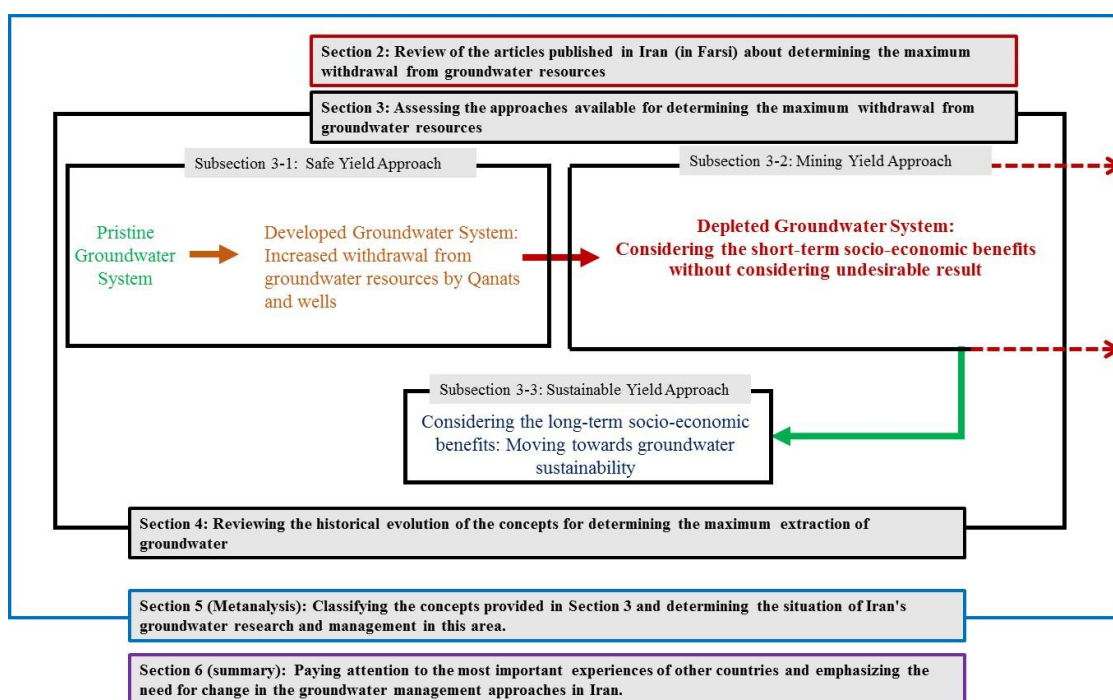 Section 2: Review of the articles published in Iran (in Farsi) about determining the maximum
withdrawal from groundwater resources
Section 3: Assessing the approaches available for determining the maximum withdrawal from
groundwater resources
Subsection 3-1: Safe Yield Approach
Subsection 3-2: Mining Yield Approach
Pristine
Groundwater
System
Developed Groundwater System:
Increased withdrawal from
groundwater resources by Qanats
and wells
Depleted Groundwater System:
Considering the short-term socio-economic benefits
without considering undesirable result
Subsection 3-3: Sustainable Yield Approach
Considering the long-term socio-economic
benefits: Moving towards groundwater
sustainability
Section 4: Reviewing the historical evolution of the concepts for determining the maximum extraction of
groundwater
Section 5 (Metanalysis): Classifying the concepts provided in Section 3 and determining the situation of Iran's
groundwater research and management in this area.
Section 6 (summary): Paying attention to the most important experiences of other countries and emphasizing the
need for change in the groundwater management approaches in Iran.